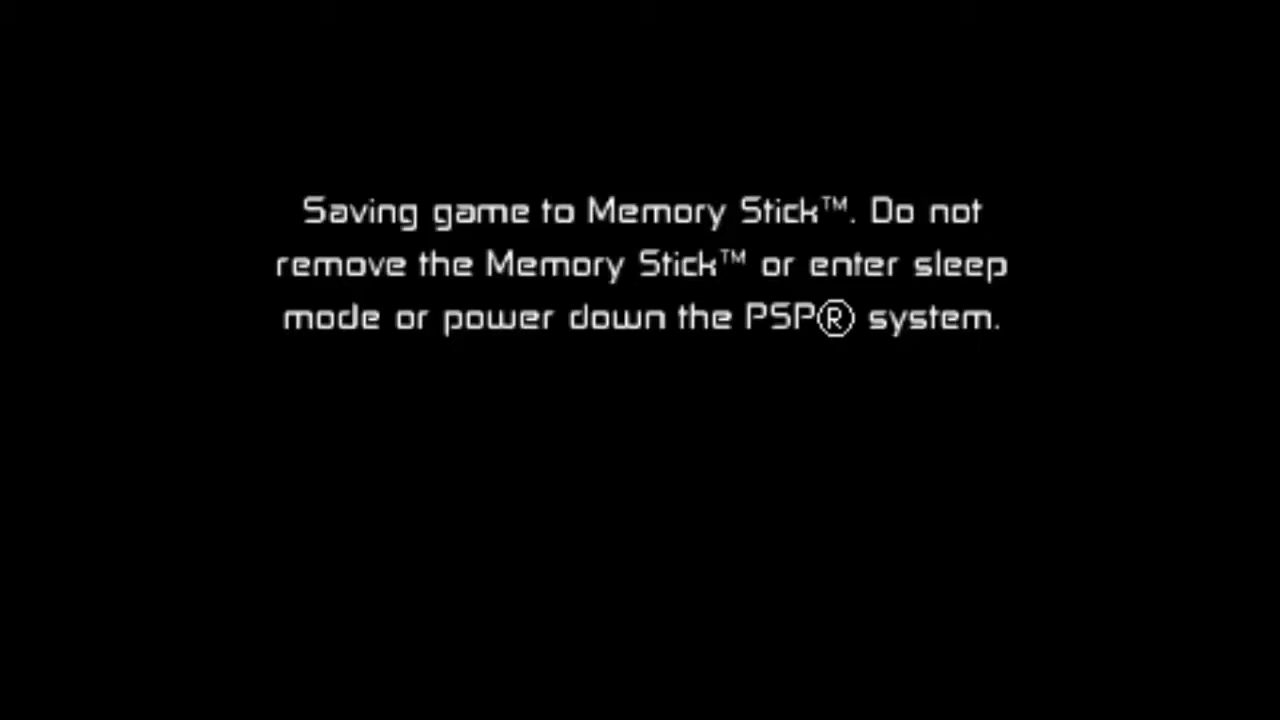 Saving game to Memory Stick™. Do not
remove the Memory Stick™ or enter sleep
mode or power down the PSP® system.